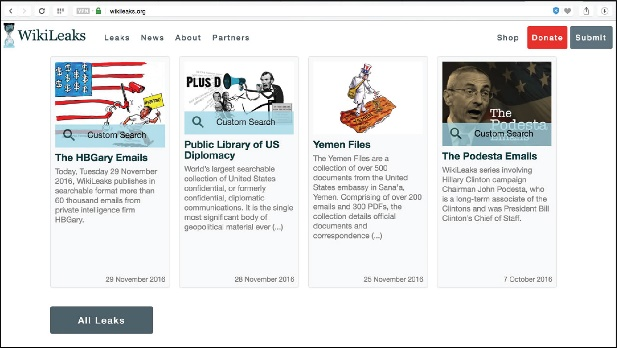 VPN wikileaks.org
WikiLeaks Leaks News About Partners Shop Donate Submit
PLUS D
Custom Search
The HBGary Emails
Today, Tuesday 29 November
2016, WikiLeaks publishes in
searchable format more than
60 thousand emails from
private intelligence firm
HBGary.
29 November 2016
Custom Search
Public Library of US
Diplomacy
World's largest searchable
collection of United States
confidential, or formerly
confidential, diplomatic
communications. It is the single
most significant body of
geopolitical material ever (...)
28 November 2016
Yemen Files
The Yemen Files are a
collection of over 500
documents from the United
States embassy in Sana'a,
Yemen. Comprising of over 200
emails and 300 PDFs, the
collection details official
documents and
correspondence (...)
25 November 2016
The
Podesta
Emails
Custom Search
The Podesta Emails
WikiLeaks series involving
Hillary Clinton campaign
Chairman John Podesta, who
is a long-term associate of the
Clintons and was President Bill
Clinton's Chief of Staff.
7 October 2016
All Leaks